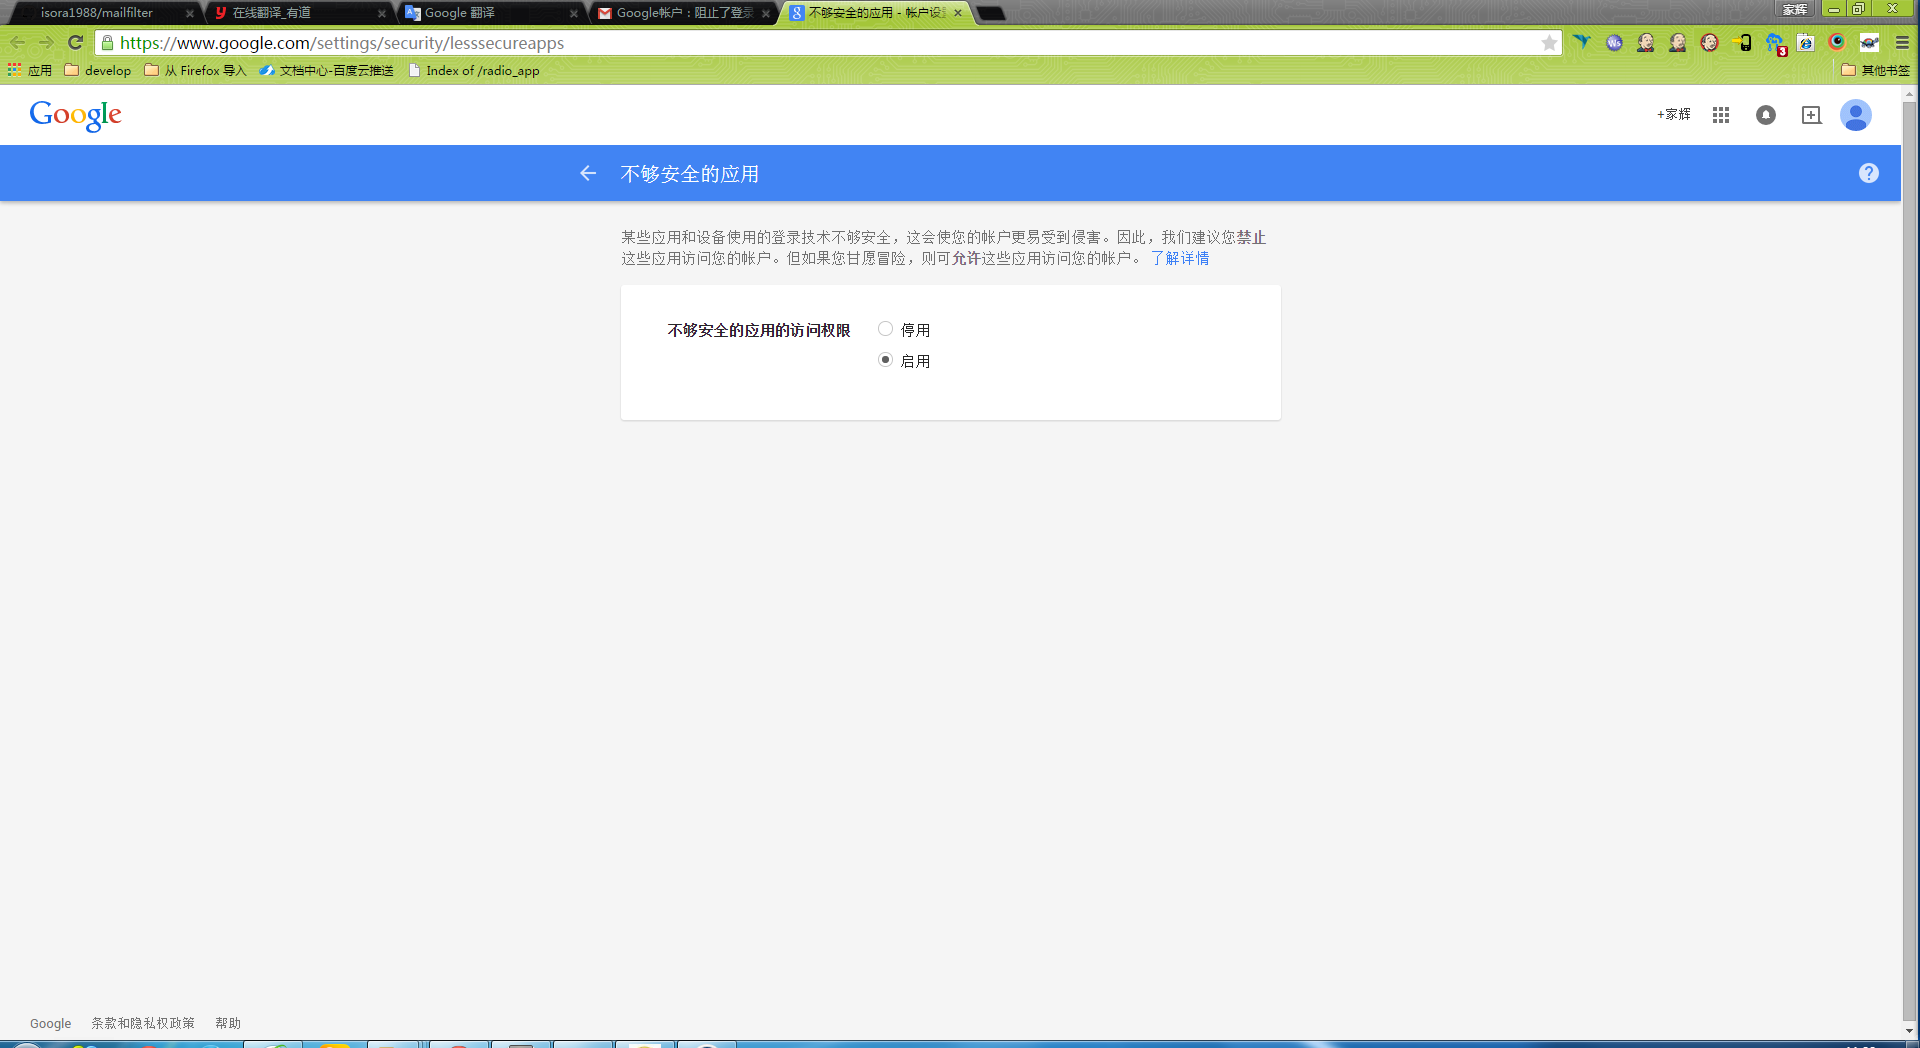 isora1988/mailfilter
在线翻译_有道
Google 翻译
Google帐户：阻止了登录
不够安全的应用 - 帐户设置
家辉
https://www.google.com/settings/security/lesssecureapps
应用
develop
从 Firefox 导入
文档中心-百度云推送
Index of /radio_app
其他书签
Google
+家辉
不够安全的应用
某些应用和设备使用的登录技术不够安全，这会使您的帐户更易受到侵害。因此，我们建议您禁止
这些应用访问您的帐户。但如果您甘愿冒险，则可允许这些应用访问您的帐户。 了解详情
不够安全的应用的访问权限
停用
启用
Google
条款和隐私权政策
帮助